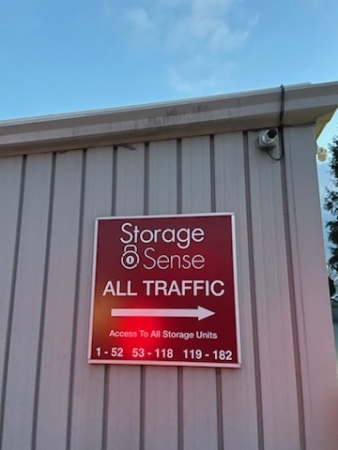 Storage
Sense
ALL TRAFFIC
Access To All Storage Units
1 - 52 53 - 118 119 - 182